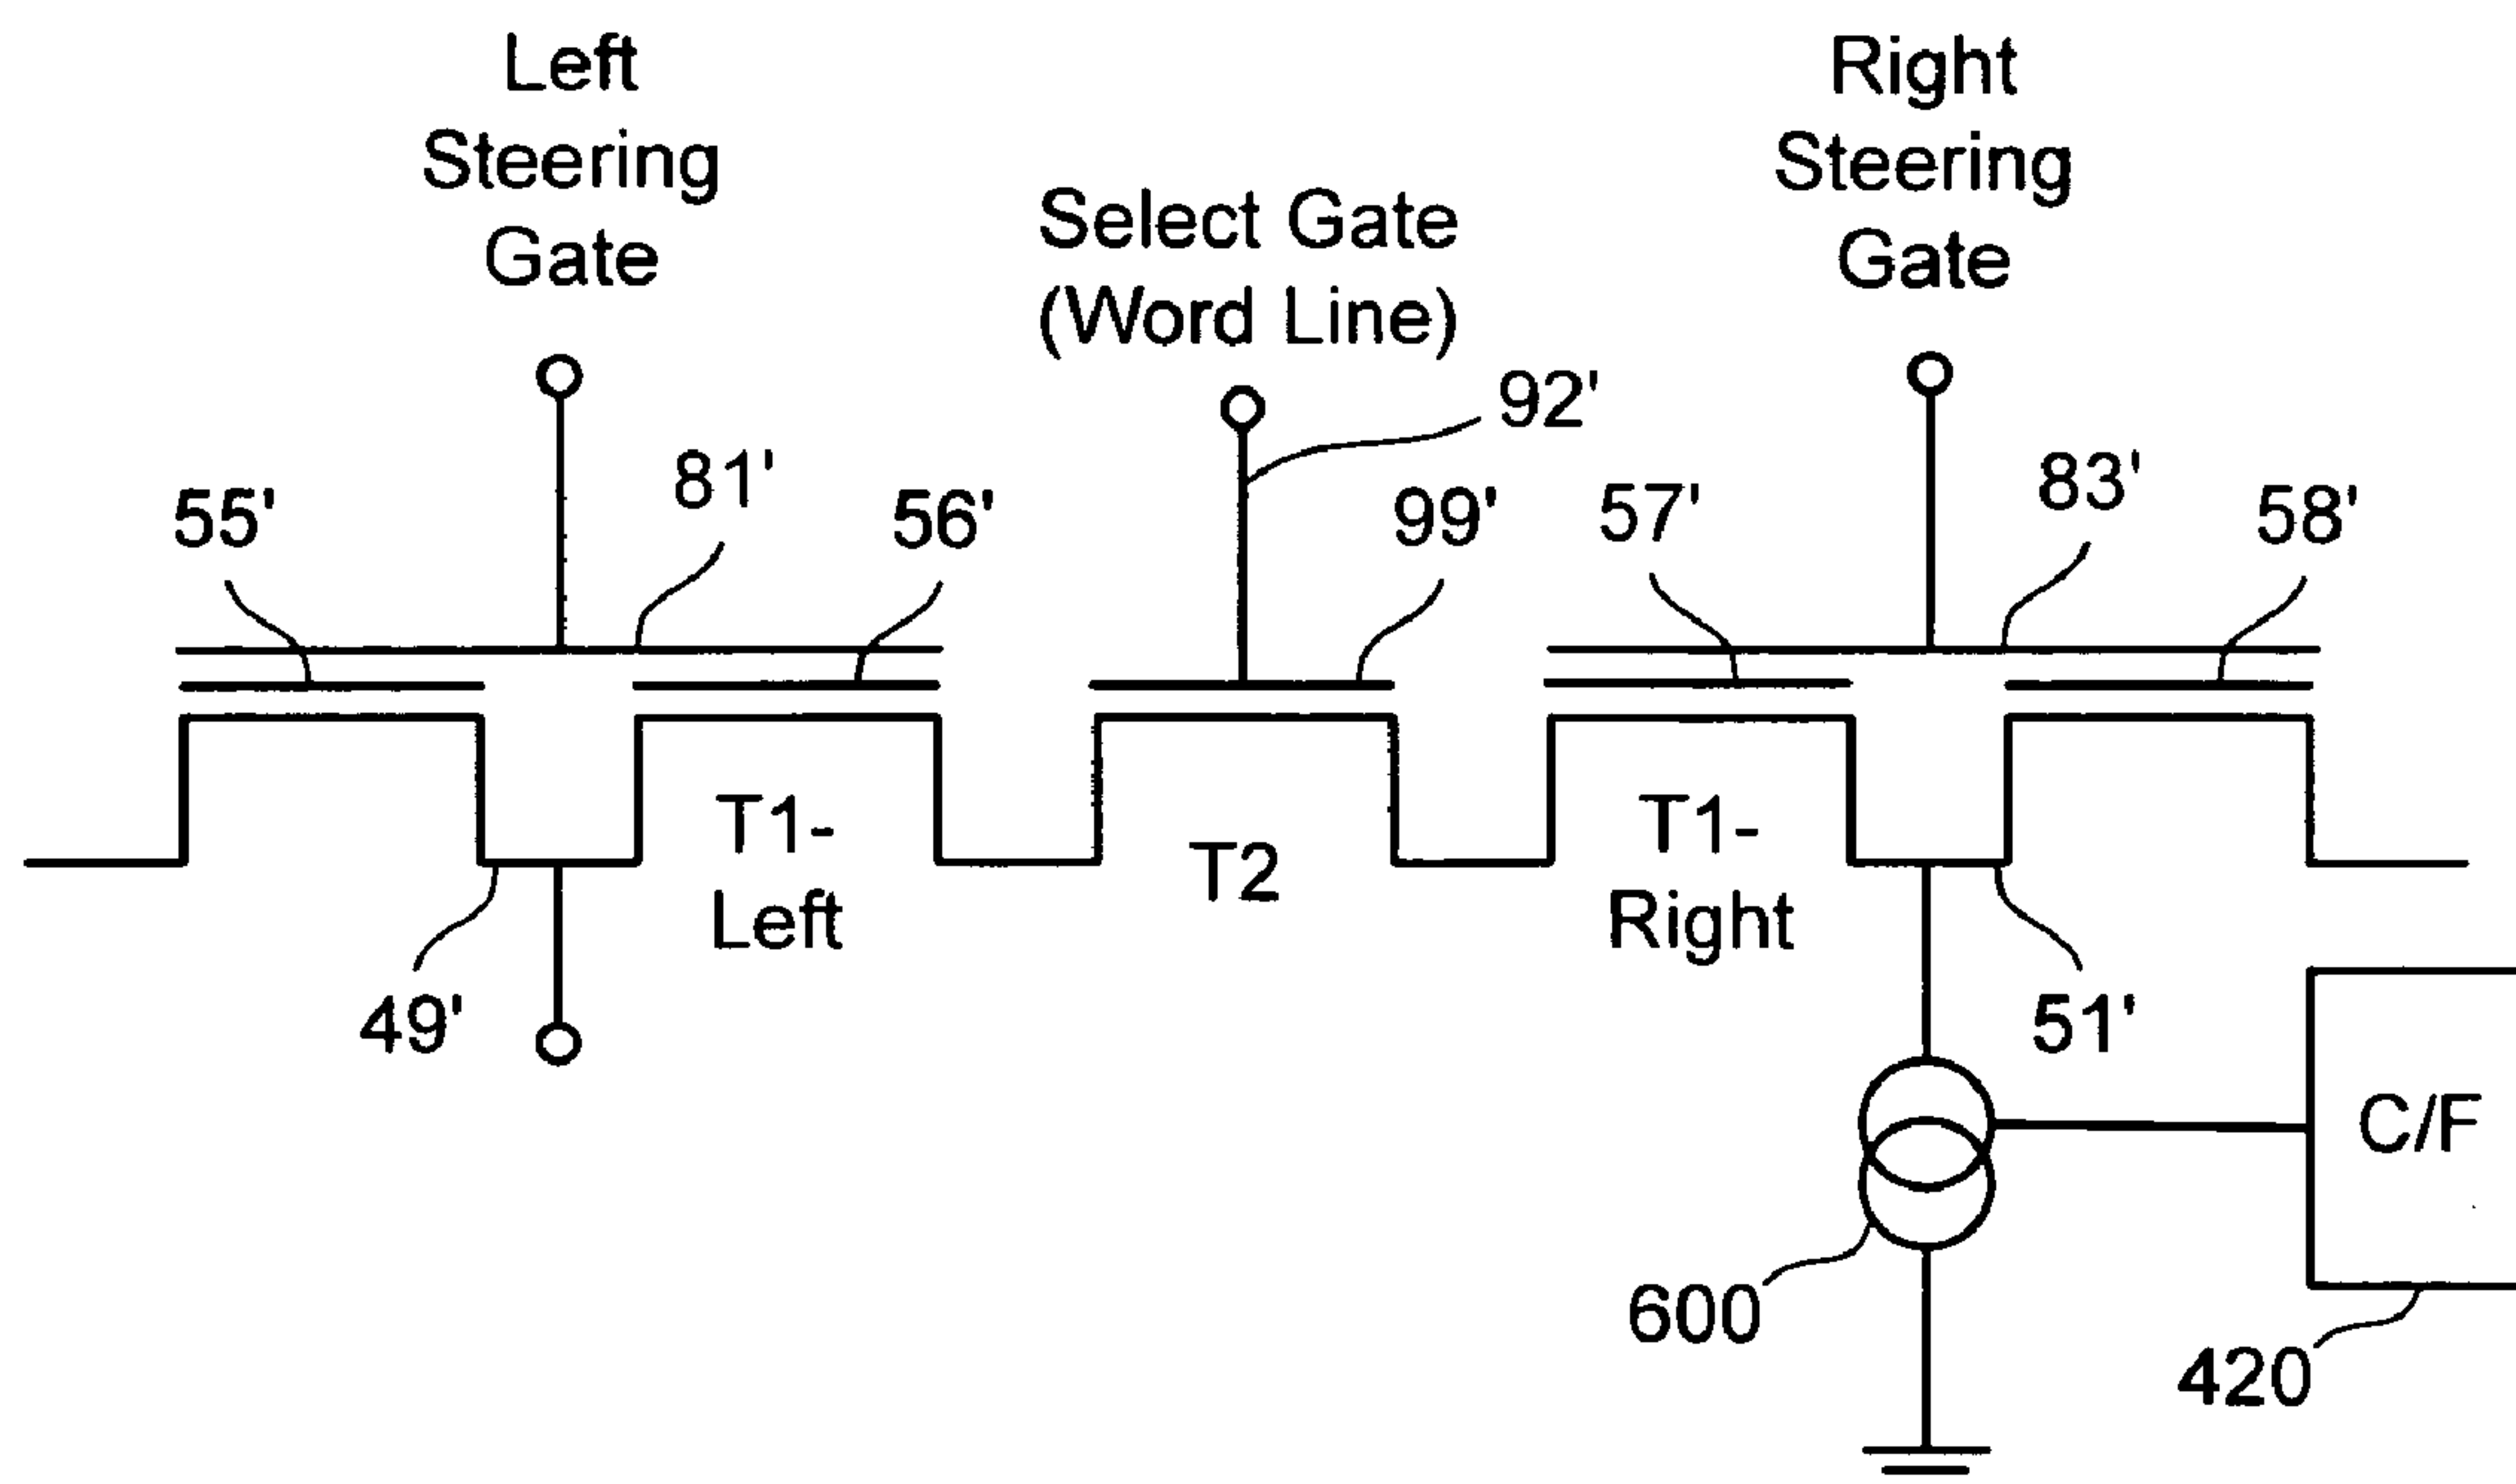 Left
Steering
Gate
Right
Steering
Gate
Select Gate
(Word Line)
92'
81'
83'
55'
56'
99'
57'
58'
T1-
Left
T2
T1-
Right
49'
51'
C/F
600
420